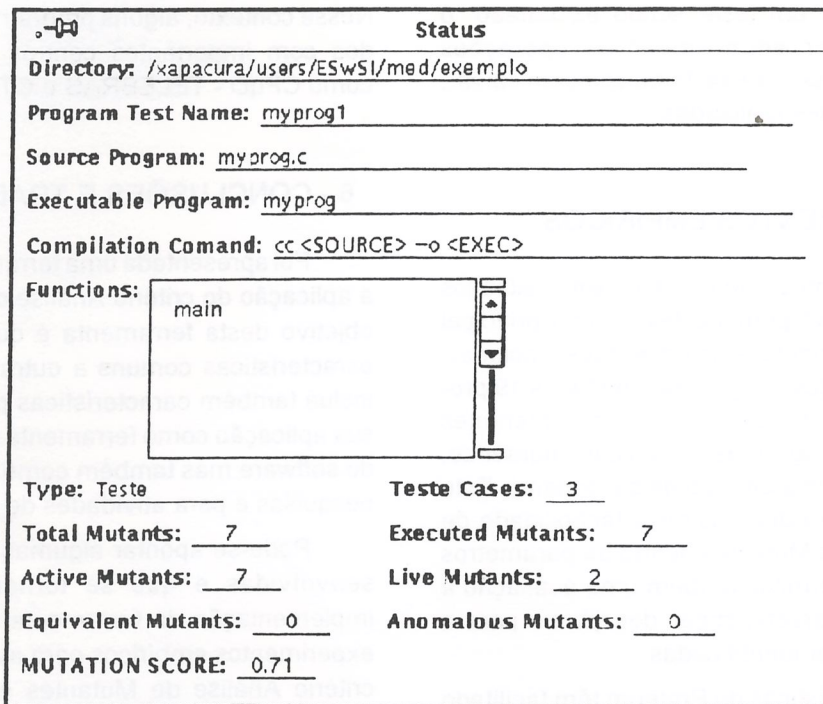 Status
Directory: /xapacura/users/ESwSI/med/exemplo
Program Test Name: myprog1
Source Program: myprog.c
Executable Program: myprog
Compilation Comand: cc <SOURCE> -o <EXEC>
Functions:
main
Type: Teste Teste Cases: 3
Total Mutants: 7 Executed Mutants: 7
Active Mutants: 7 Live Mutants: 2
Equivalent Mutants: 0 Anomalous Mutants: 0
MUTATION SCORE: 0.71